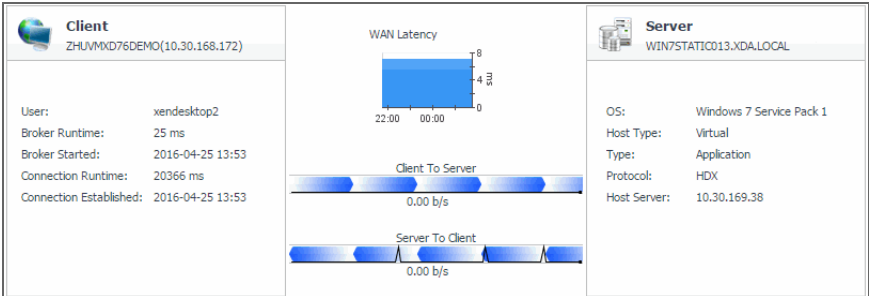 Client
ZHUVMXD76DEMO(10.30.168.172)
User: xendesktop2
Broker Runtime: 25 ms
Broker Started: 2016-04-25 13:53
Connection Runtime: 20366 ms
Connection Established: 2016-04-25 13:53
WAN Latency
8
4
0
ms
22:00 00:00
Client To Server
0.00 b/s
Server To Client
0.00 b/s
Server
WIN7STATIC013.XDA.LOCAL
OS: Windows 7 Service Pack 1
Host Type: Virtual
Type: Application
Protocol: HDX
Host Server: 10.30.169.38